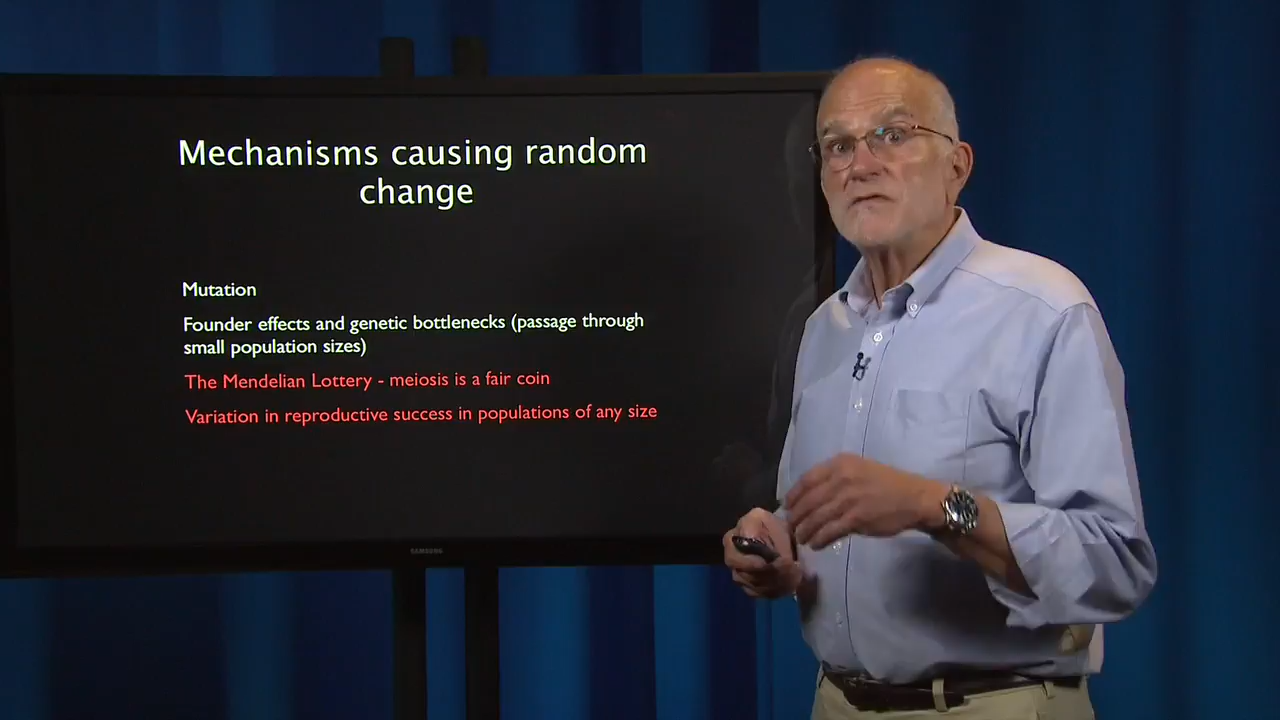 Mechanisms causing random
change
Mutation
Founder effects and genetic bottlenecks (passage through
small population sizes)
The Mendelian Lottery - meiosis is a fair coin
Variation in reproductive success in populations of any size
SAMSUNG